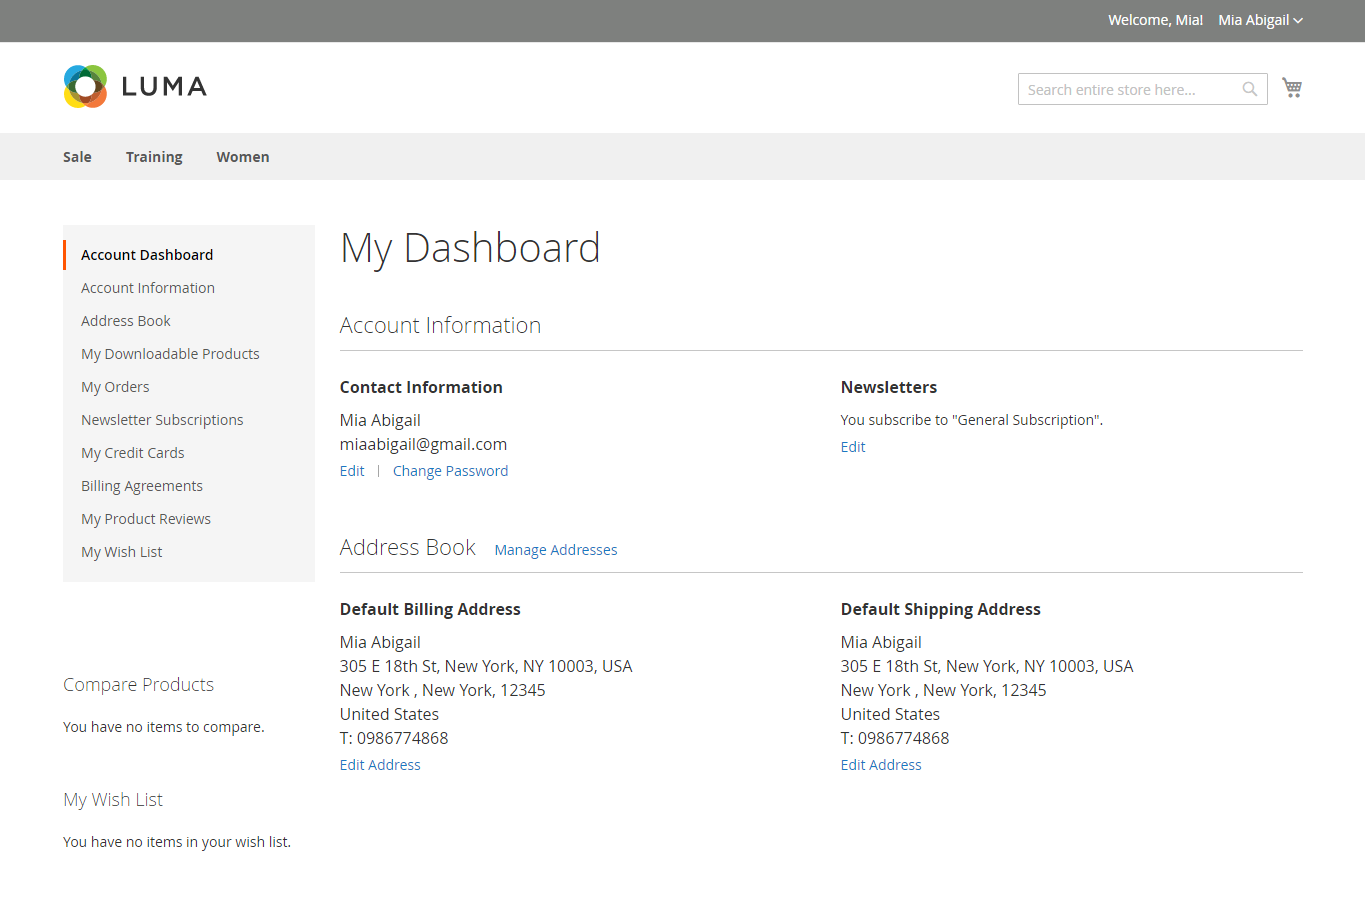 Welcome, Mia! Mia Abigail
LUMA
Search entire store here...
Sale Training Women
Account Dashboard
Account Information
Address Book
My Downloadable Products
My Orders
Newsletter Subscriptions
My Credit Cards
Billing Agreements
My Product Reviews
My Wish List
Compare Products
You have no items to compare.
My Wish List
You have no items in your wish list.
My Dashboard
Account Information
Contact Information
Mia Abigail
miaabigail@gmail.com
Edit | Change Password
Newsletters
You subscribe to "General Subscription".
Edit
Address Book Manage Addresses
Default Billing Address
Mia Abigail
305 E 18th St, New York, NY 10003, USA
New York , New York, 12345
United States
T: 0986774868
Edit Address
Default Shipping Address
Mia Abigail
305 E 18th St, New York, NY 10003, USA
New York , New York, 12345
United States
T: 0986774868
Edit Address